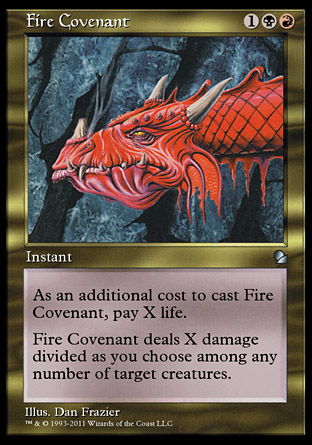 Fire Covenant 1
Instant
As an additional cost to cast Fire
Covenant, pay X life.
Fire Covenant deals X damage
divided as you choose among any
number of target creatures.
Illus. Dan Frazier
™ & © 1993-2011 Wizards of the Coast LLC